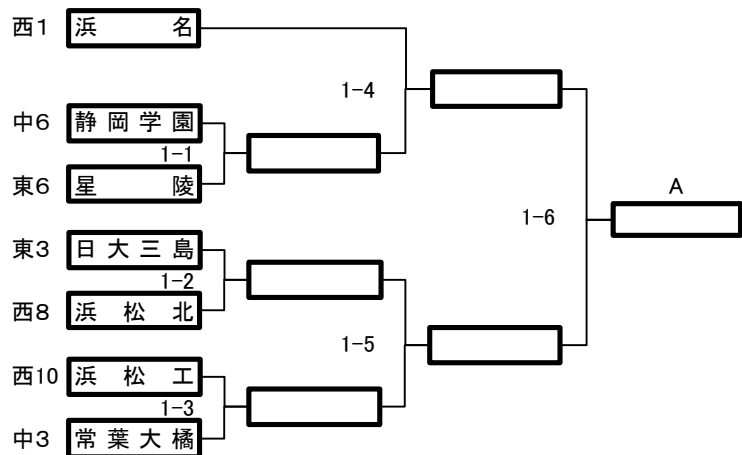 西1 浜名
1-4
中6 静岡学園
1-1
東6 星陵
A
1-6
東3 日大三島
1-2
西8 浜松北
1-5
西10 浜松工
1-3
中3 常葉大橘